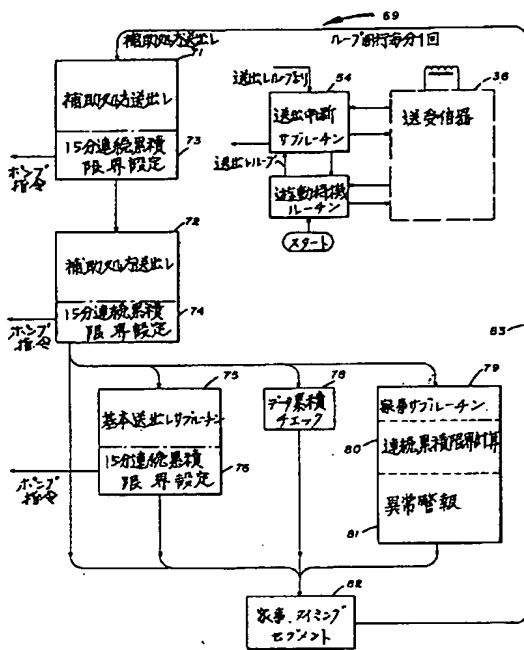 69
補助処方送出し
ループ回行毎分1回
71
補助処方送出し
15分連続累積
限界設定
73
ポンプ
指令
送出しループより
送出中断
サブルーチン
54
送出しループへ
遊動待機
ルーチン
スタート
送受信器
36
72
補助処方送出し
15分連続累積
限界設定
74
ポンプ
指令
63
75
基本送出しサブルーチン
15分連続累積
限界設定
76
ポンプ
指令
78
データ累積
チェック
79
家事サブルーチン
80
連続累積限界計算
異常警報
81
82
家事、タイミング
セグメント